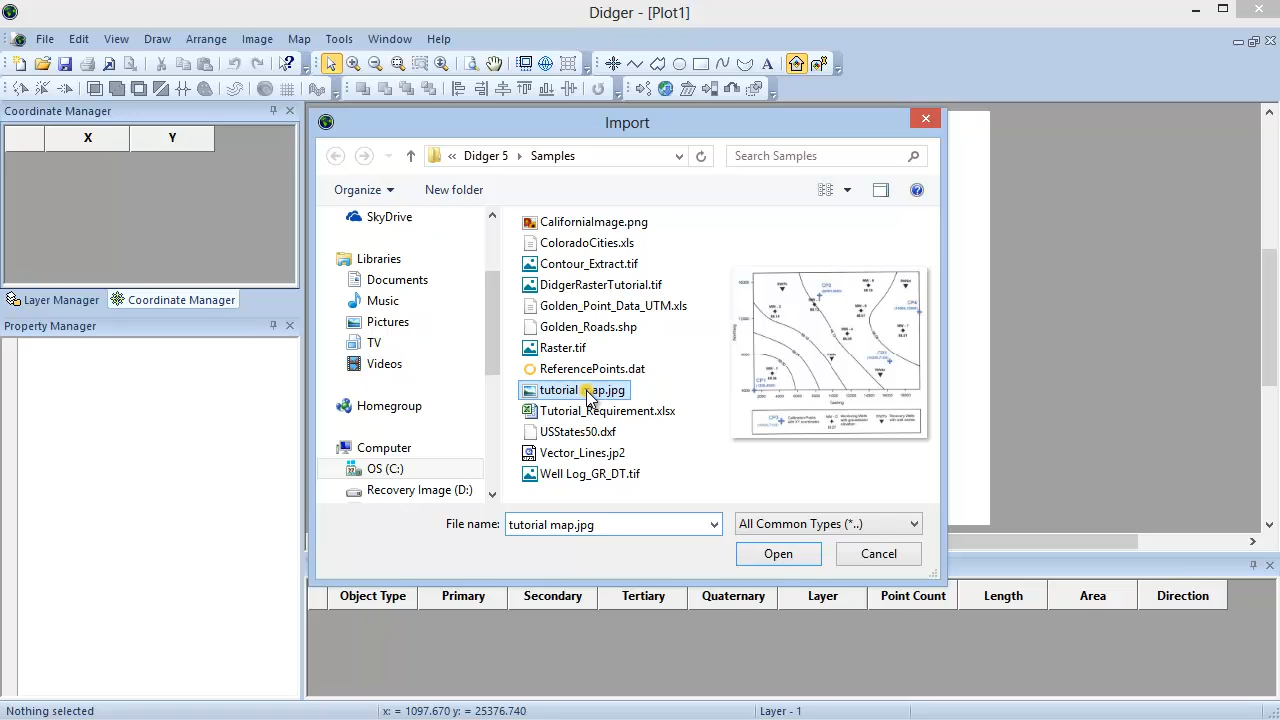 Didger - [Plot1]
File Edit View Draw Arrange Image Map Tools Window Help
Coordinate Manager
X Y
Layer Manager Coordinate Manager
Property Manager
Import
« Didger 5 Samples
Search Samples
Organize New folder
SkyDrive
Libraries
Documents
Music
Pictures
TV
Videos
Homegroup
Computer
OS (C:)
Recovery Image (D:)
CaliforniaImage.png
ColoradoCities.xls
Contour_Extract.tif
DidgerRasterTutorial.tif
Golden_Point_Data_UTM.xls
Golden_Roads.shp
Raster.tif
ReferencePoints.dat
tutorial map.jpg
Tutorial_Requirement.xlsx
USStates50.dxf
Vector_Lines.jp2
Well Log_GR_DT.tif
File name: tutorial map.jpg
All Common Types (*..)
Open Cancel
Object Type Primary Secondary Tertiary Quaternary Layer Point Count Length Area Direction
Nothing selected x: = 1097.670 y: = 25376.740 Layer - 1